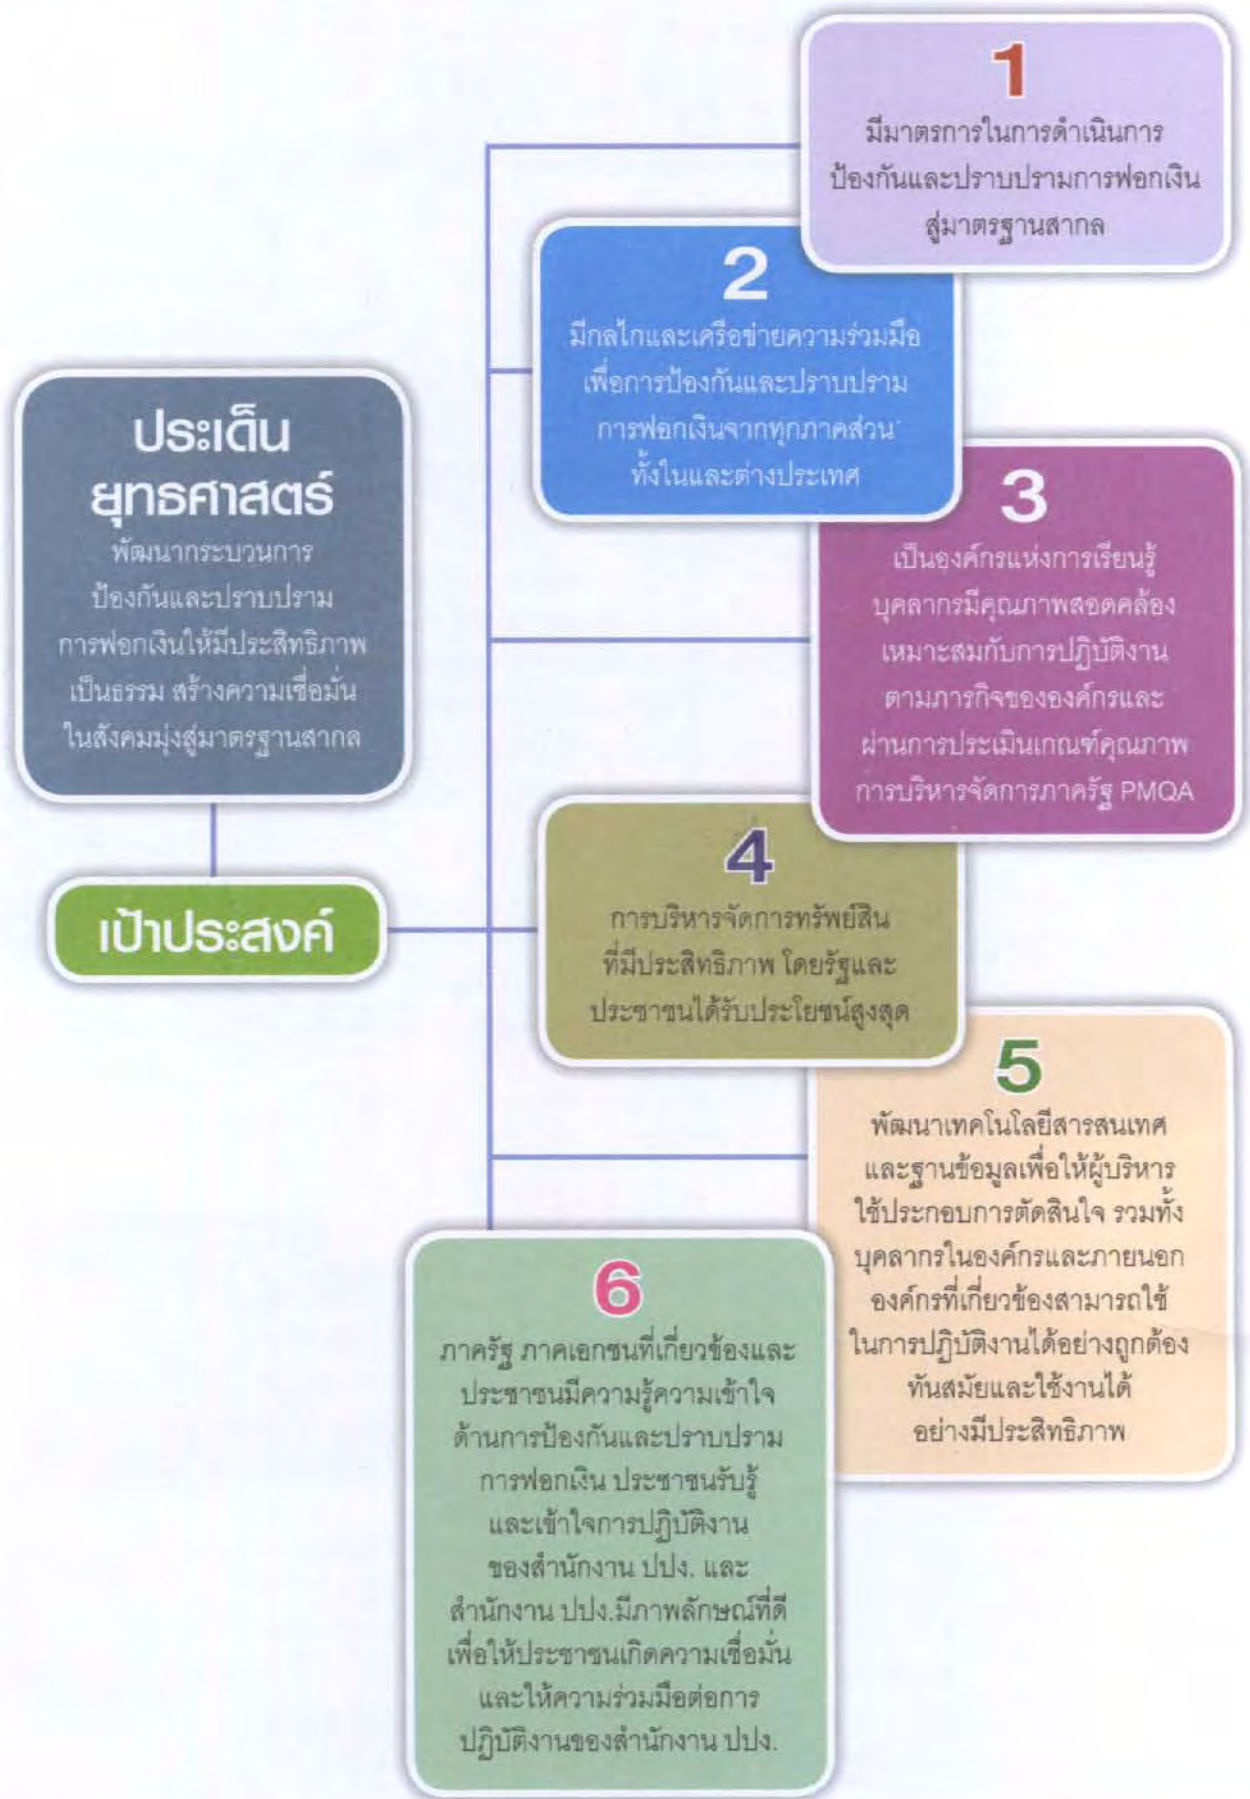 ประเด็น
ยุทธศาสตร์
พัฒนากระบวนการ
ป้องกันและปราบปราม
การฟอกเงินให้มีประสิทธิภาพ
เป็นธรรม สร้างความเชื่อมั่น
ในสังคมมุ่งสู่มาตรฐานสากล
เป้าประสงค์
1
มีมาตรการในการดำเนินการ
ป้องกันและปราบปรามการฟอกเงิน
สู่มาตรฐานสากล
2
มีกลไกและเครือข่ายความร่วมมือ
เพื่อการป้องกันและปราบปราม
การฟอกเงินจากทุกภาคส่วน
ทั้งในและต่างประเทศ
3
เป็นองค์กรแห่งการเรียนรู้
บุคลากรมีคุณภาพสอดคล้อง
เหมาะสมกับการปฏิบัติงาน
ตามภารกิจขององค์กรและ
ผ่านการประเมินเกณฑ์คุณภาพ
การบริหารจัดการภาครัฐ PMQA
4
การบริหารจัดการทรัพย์สิน
ที่มีประสิทธิภาพ โดยรัฐและ
ประชาชนได้รับประโยชน์สูงสุด
5
พัฒนาเทคโนโลยีสารสนเทศ
และฐานข้อมูลเพื่อให้ผู้บริหาร
ใช้ประกอบการตัดสินใจ รวมทั้ง
บุคลากรในองค์กรและภายนอก
องค์กรที่เกี่ยวข้องสามารถใช้
ในการปฏิบัติงานได้อย่างถูกต้อง
ทันสมัยและใช้งานได้
อย่างมีประสิทธิภาพ
6
ภาครัฐ ภาคเอกชนที่เกี่ยวข้องและ
ประชาชนมีความรู้ความเข้าใจ
ด้านการป้องกันและปราบปราม
การฟอกเงิน ประชาชนรับรู้
และเข้าใจการปฏิบัติงาน
ของสำนักงาน ปปง. และ
สำนักงาน ปปง.มีภาพลักษณ์ที่ดี
เพื่อให้ประชาชนเกิดความเชื่อมั่น
และให้ความร่วมมือต่อการ
ปฏิบัติงานของสำนักงาน ปปง.